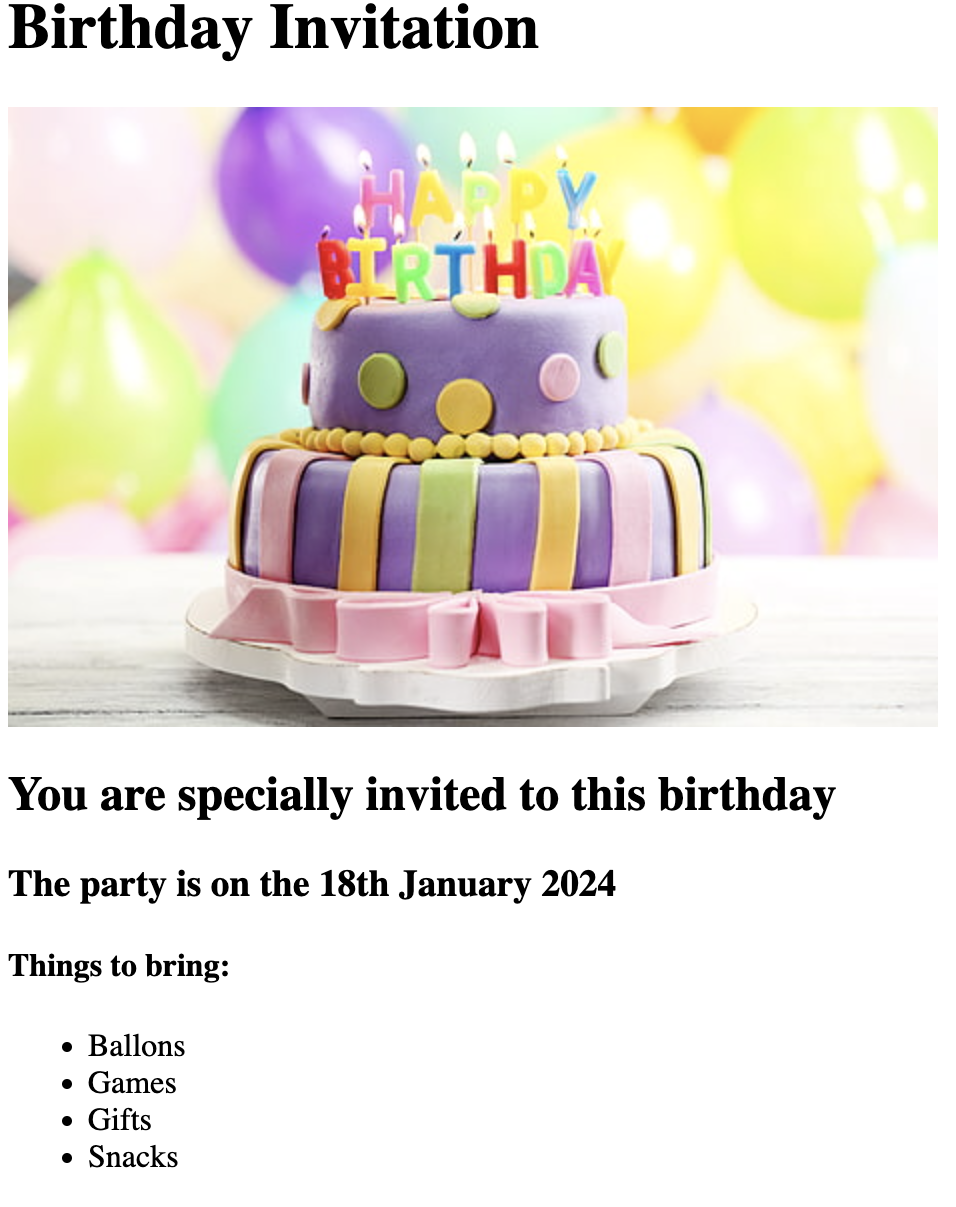 Birthday Invitation
HAPPY
BIRTHDAY
You are specially invited to this birthday
The party is on the 18th January 2024
Things to bring:
Ballons
Games
Gifts
Snacks